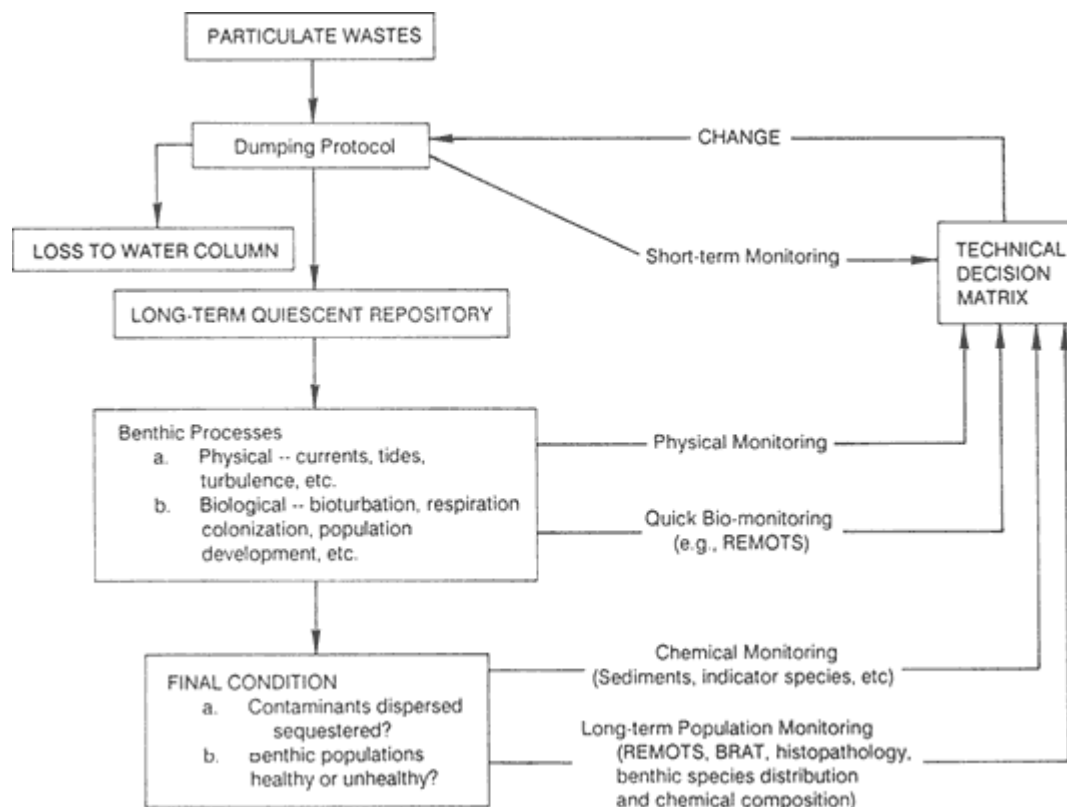 PARTICULATE WASTES
Dumping Protocol
CHANGE
LOSS TO WATER COLUMN
Short-term Monitoring
TECHNICAL
DECISION
MATRIX
LONG-TERM QUIESCENT REPOSITORY
Benthic Processes
a. Physical -- currents, tides,
turbulence, etc.
b. Biological -- bioturbation, respiration
colonization, population
development, etc.
Physical Monitoring
Quick Bio-monitoring
(e.g., REMOTS)
FINAL CONDITION
a. Contaminants dispersed
sequestered?
b. Benthic populations
healthy or unhealthy?
Chemical Monitoring
(Sediments, indicator species, etc)
Long-term Population Monitoring
(REMOTS, BRAT, histopathology,
benthic species distribution
and chemical composition)